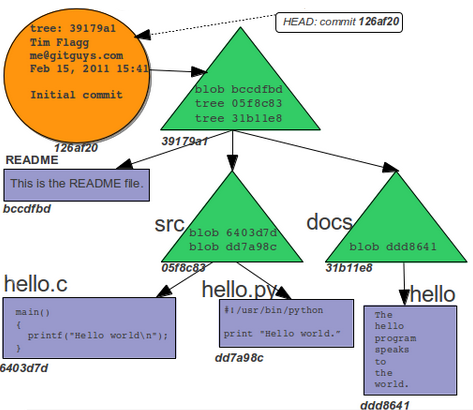 HEAD: commit 126af20
tree: 39179a1
Tim Flagg
me@gitguys.com
Feb 15, 2011 15:41
Initial commit
126af20
blob bccdfbd
tree 05f8c83
tree 31b11e8
39179a1
README
This is the README file.
bccdfbd
src
blob 6403d7d
blob dd7a98c
05f8c83
docs
blob ddd8641
31b11e8
hello.c
main()
{
printf("Hello world\n");
}
6403d7d
hello.py
#!/usr/bin/python
print "Hello world."
dd7a98c
hello
The
hello
program
speaks
to
the
world.
ddd8641